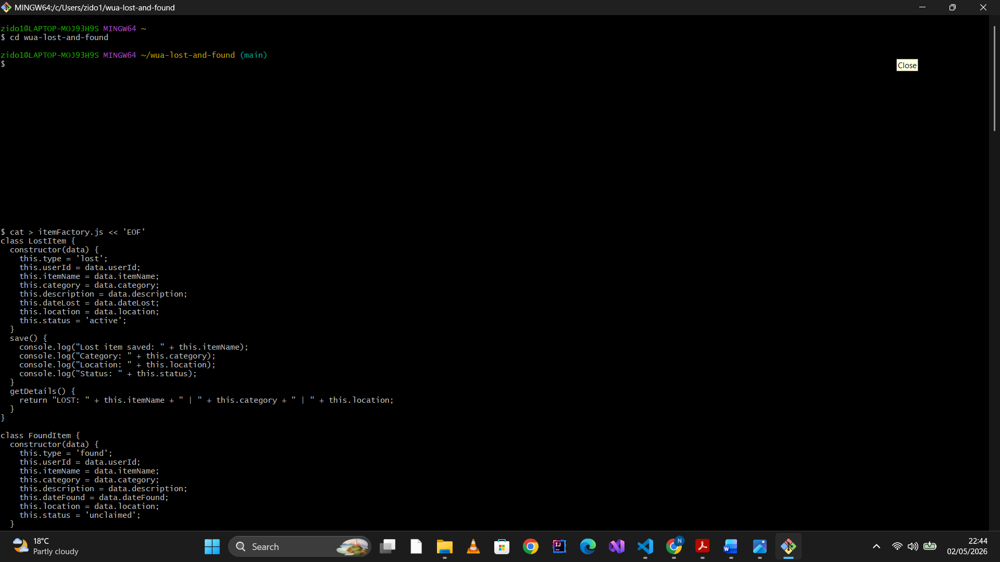 MINGW64:/c/Users/zido1/wua-lost-and-found
zido1@LAPTOP-MOJ93H9S MINGW64 ~
$ cd wua-lost-and-found
zido1@LAPTOP-MOJ93H9S MINGW64 ~/wua-lost-and-found (main)
$
Close
$ cat > itemFactory.js << 'EOF'
class LostItem {
  constructor(data) {
    this.type = 'lost';
    this.userId = data.userId;
    this.itemName = data.itemName;
    this.category = data.category;
    this.description = data.description;
    this.dateLost = data.dateLost;
    this.location = data.location;
    this.status = 'active';
  }
  save() {
    console.log("Lost item saved: " + this.itemName);
    console.log("Category: " + this.category);
    console.log("Location: " + this.location);
    console.log("Status: " + this.status);
  }
  getDetails() {
    return "LOST: " + this.itemName + " | " + this.category + " | " + this.location;
  }
}
class FoundItem {
  constructor(data) {
    this.type = 'found';
    this.userId = data.userId;
    this.itemName = data.itemName;
    this.category = data.category;
    this.description = data.description;
    this.dateFound = data.dateFound;
    this.location = data.location;
    this.status = 'unclaimed';
  }
18°C
Partly cloudy
Search
IJ
N
W
22:44
02/05/2026